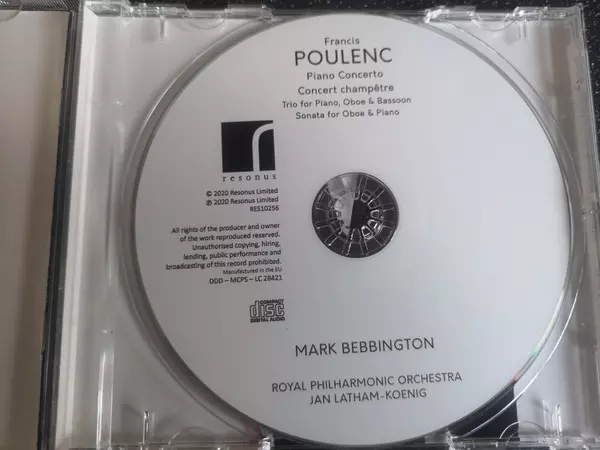 Francis
POULENC
Piano Concerto
Concert champêtre
Trio for Piano, Oboe & Bassoon
Sonata for Oboe & Piano
r
resonus
© 2020 Resonus Limited
℗ 2020 Resonus Limited
RES10256
All rights of the producer and owner
of the work reproduced reserved.
Unauthorised copying, hiring,
lending, public performance and
broadcasting of this record prohibited.
Manufactured in the EU
DDD – MCPS – LC 28421
COMPACT
disc
DIGITAL AUDIO
MARK BEBBINGTON
ROYAL PHILHARMONIC ORCHESTRA
JAN LATHAM-KOENIG